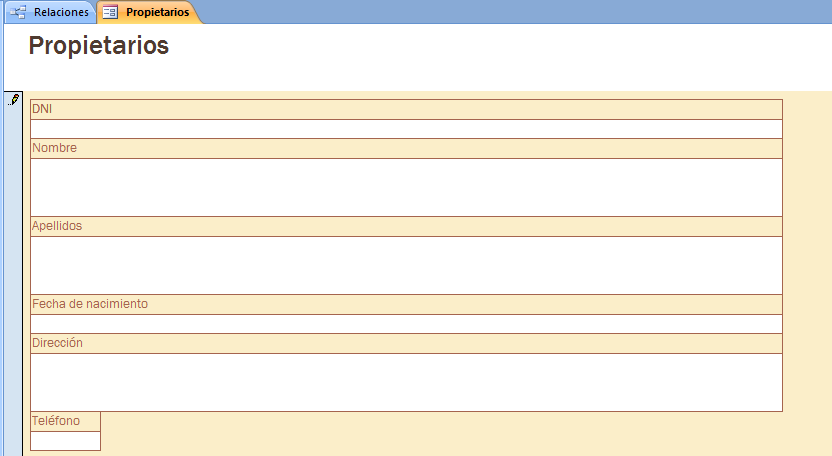 Relaciones
Propietarios
Propietarios
DNI
Nombre
Apellidos
Fecha de nacimiento
Dirección
Teléfono